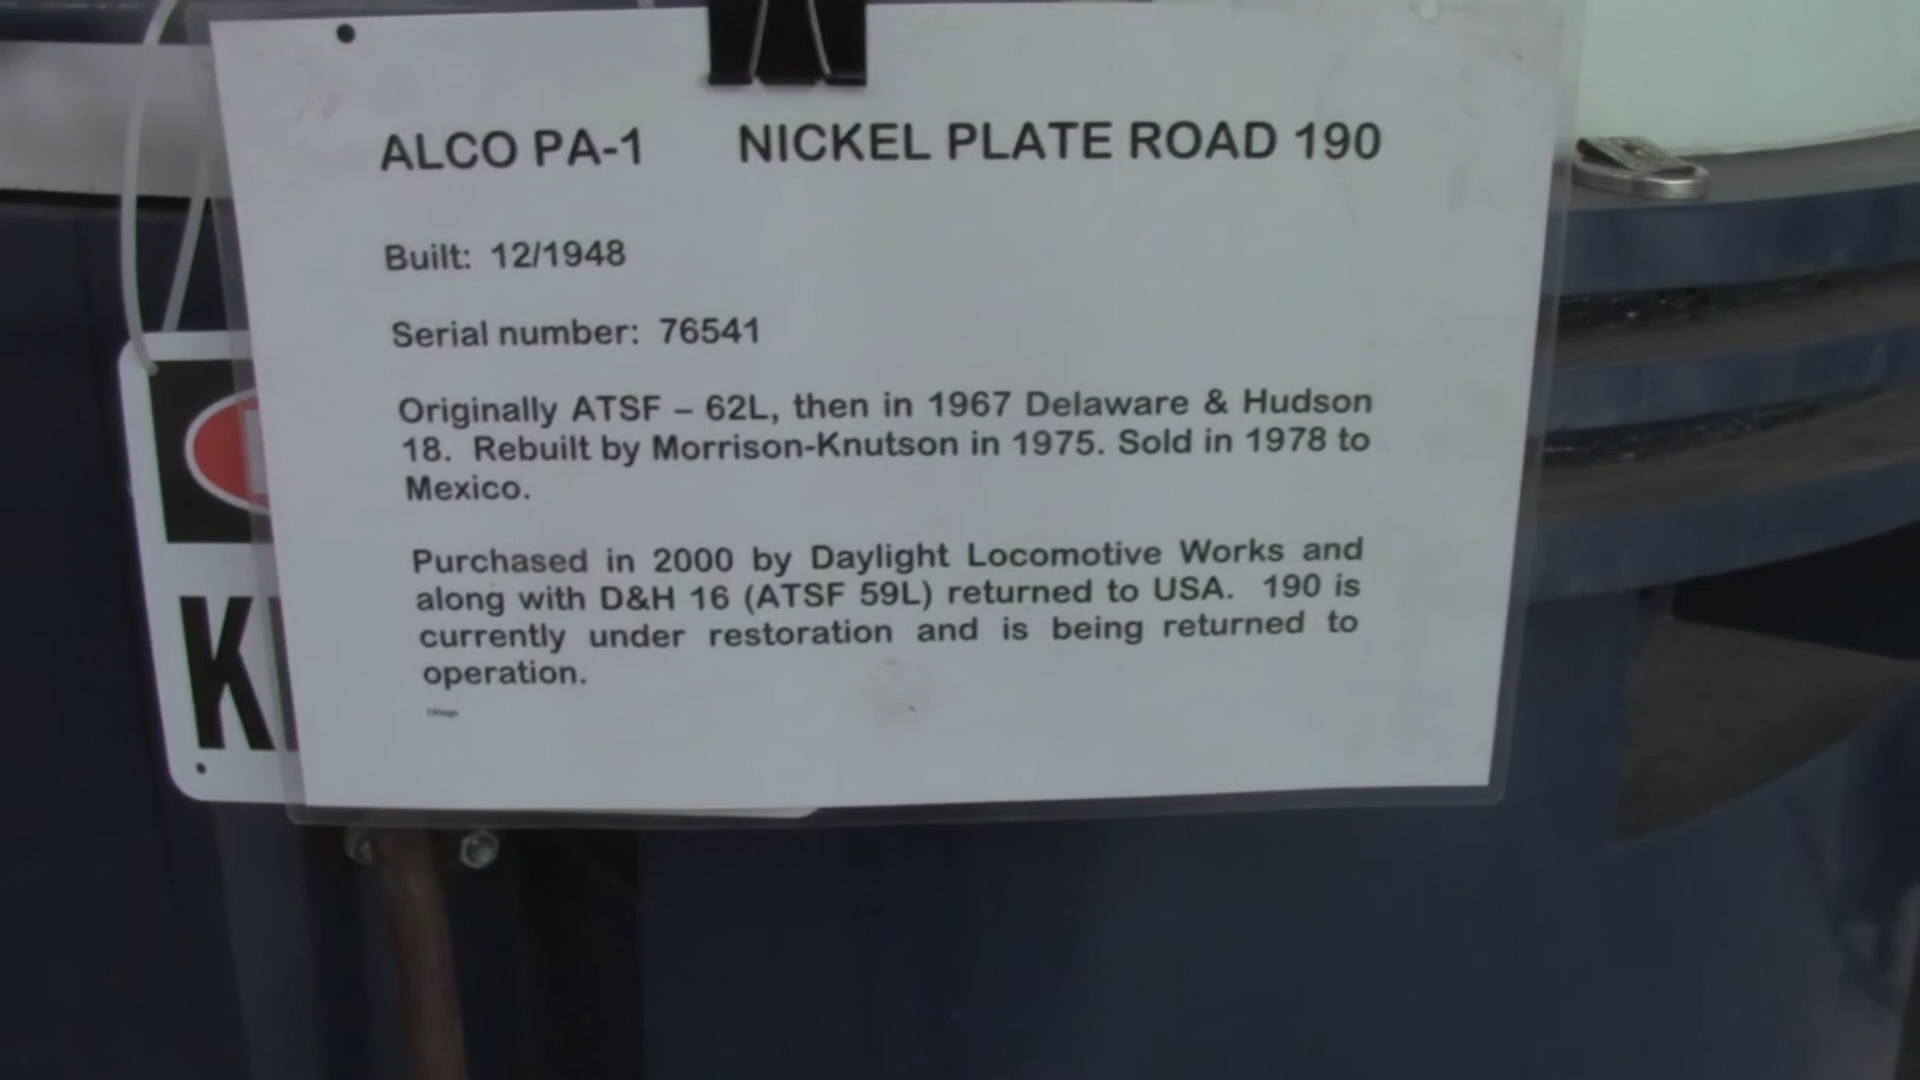 ALCO PA-1 NICKEL PLATE ROAD 190
Built: 12/1948
Serial number: 76541
Originally ATSF – 62L, then in 1967 Delaware & Hudson
18. Rebuilt by Morrison-Knutson in 1975. Sold in 1978 to
Mexico.
Purchased in 2000 by Daylight Locomotive Works and
along with D&H 16 (ATSF 59L) returned to USA. 190 is
currently under restoration and is being returned to
operation.
K